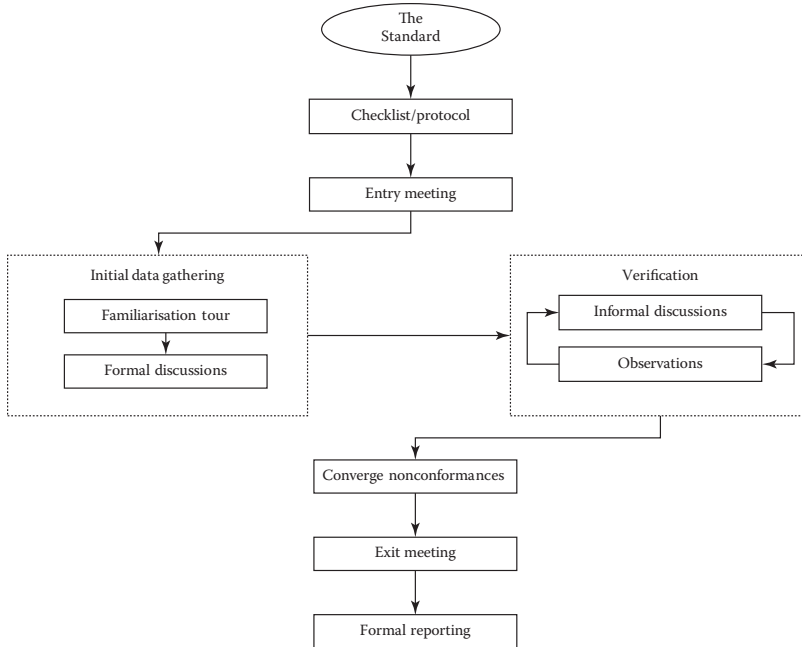 The
Standard
Checklist/protocol
Entry meeting
Initial data gathering
Familiarisation tour
Formal discussions
Verification
Informal discussions
Observations
Converge nonconformances
Exit meeting
Formal reporting